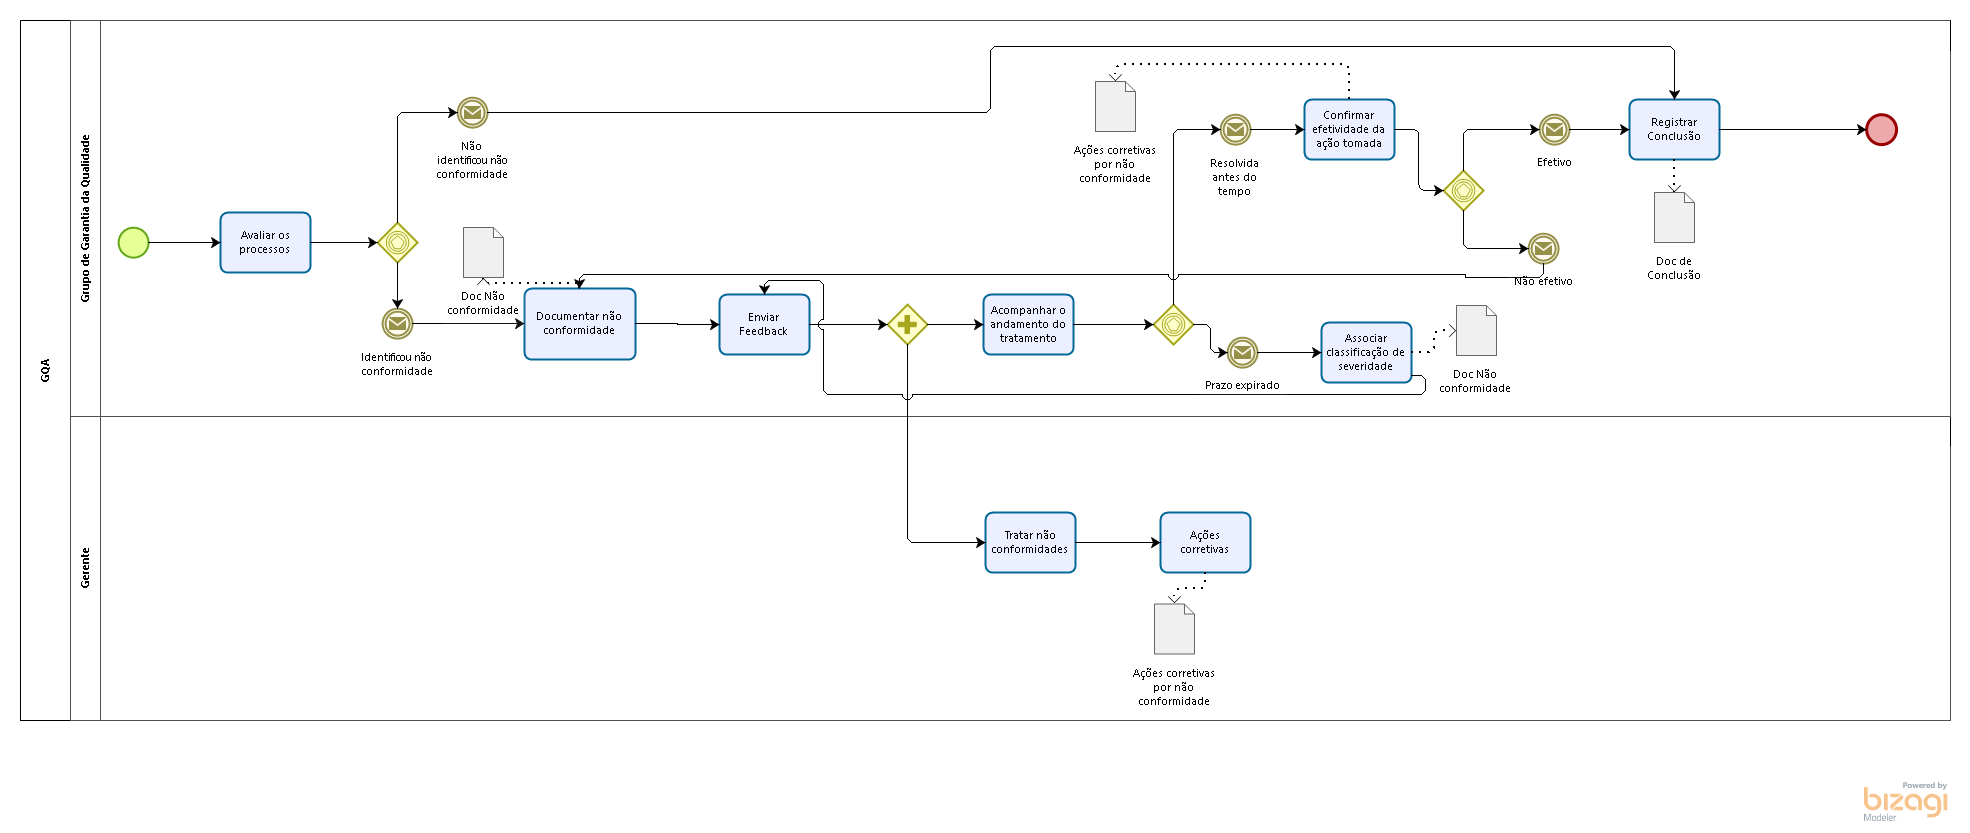 GQA
Grupo de Garantia da Qualidade
Avaliar os
processos
Não
identificou não
conformidade
Identificou não
conformidade
Doc Não
conformidade
Documentar não
conformidade
Enviar
Feedback
Acompanhar o
andamento do
tratamento
Ações corretivas
por não
conformidade
Resolvida
antes do
tempo
Confirmar
efetividade da
ação tomada
Efetivo
Não efetivo
Registrar
Conclusão
Doc de
Conclusão
Prazo expirado
Associar
classificação de
severidade
Doc Não
conformidade
Gerente
Tratar não
conformidades
Ações
corretivas
Ações corretivas
por não
conformidade
Powered by
bizagi
Modeler